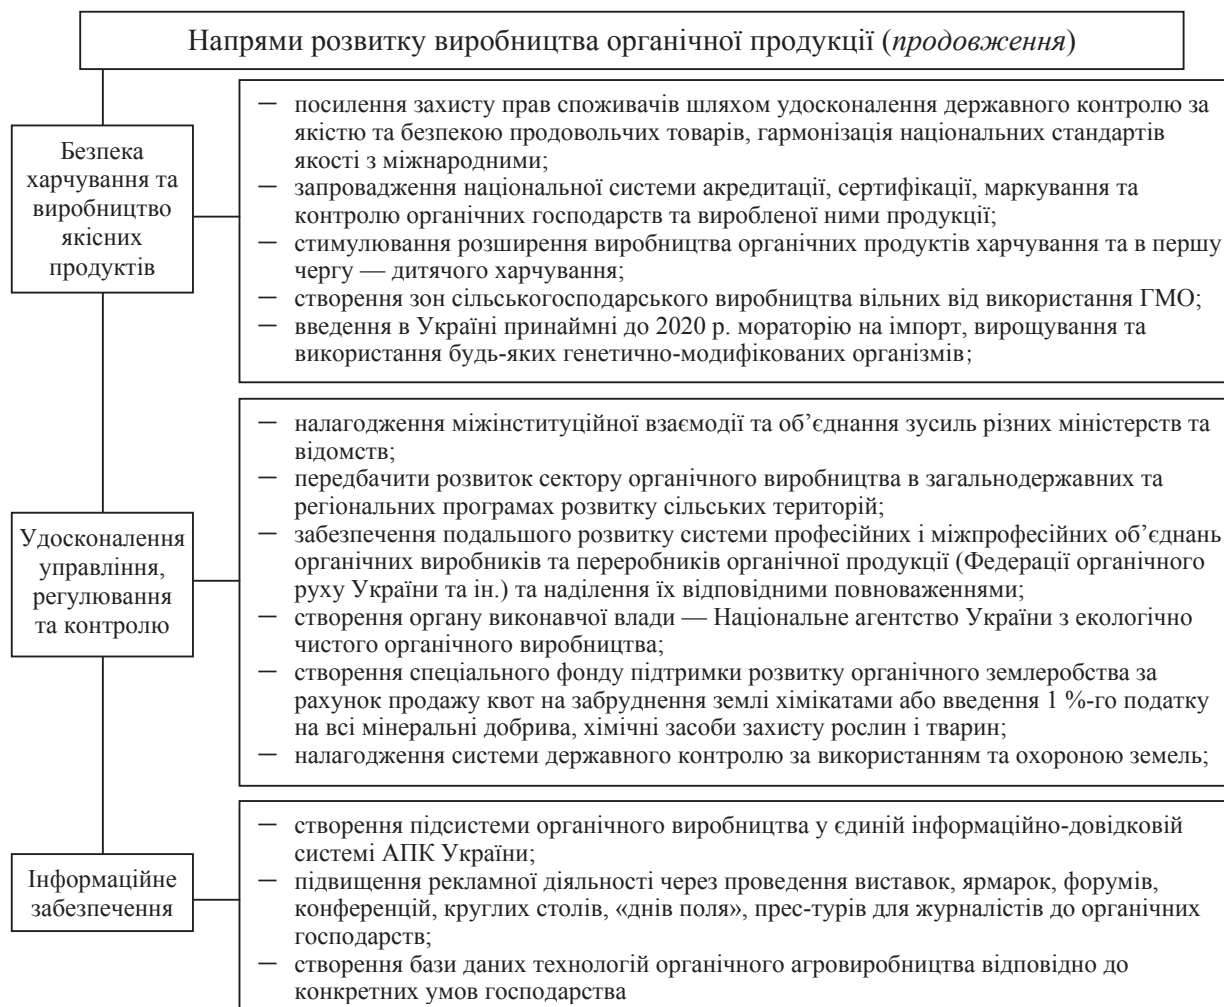 Напрями розвитку виробництва органічної продукції (продовження)
Безпека
харчування та
виробництво
якісних
продуктів
— посилення захисту прав споживачів шляхом удосконалення державного контролю за
якістю та безпекою продовольчих товарів, гармонізація національних стандартів
якості з міжнародними;
— запровадження національної системи акредитації, сертифікації, маркування та
контролю органічних господарств та виробленої ними продукції;
— стимулювання розширення виробництва органічних продуктів харчування та в першу
чергу — дитячого харчування;
— створення зон сільськогосподарського виробництва вільних від використання ГМО;
— введення в Україні принаймні до 2020 р. мораторію на імпорт, вирощування та
використання будь-яких генетично-модифікованих організмів;
Удосконалення
управління,
регулювання
та контролю
— налагодження міжінституційної взаємодії та об’єднання зусиль різних міністерств та
відомств;
— передбачити розвиток сектору органічного виробництва в загальнодержавних та
регіональних програмах розвитку сільських територій;
— забезпечення подальшого розвитку системи професійних і міжпрофесійних об’єднань
органічних виробників та переробників органічної продукції (Федерації органічного
руху України та ін.) та наділення їх відповідними повноваженнями;
— створення органу виконавчої влади — Національне агентство України з екологічно
чистого органічного виробництва;
— створення спеціального фонду підтримки розвитку органічного землеробства за
рахунок продажу квот на забруднення землі хімікатами або введення 1 %-го податку
на всі мінеральні добрива, хімічні засоби захисту рослин і тварин;
— налагодження системи державного контролю за використанням та охороною земель;
Інформаційне
забезпечення
— створення підсистеми органічного виробництва у єдиній інформаційно-довідковій
системі АПК України;
— підвищення рекламної діяльності через проведення виставок, ярмарок, форумів,
конференцій, круглих столів, «днів поля», прес-турів для журналістів до органічних
господарств;
— створення бази даних технологій органічного агровиробництва відповідно до
конкретних умов господарства